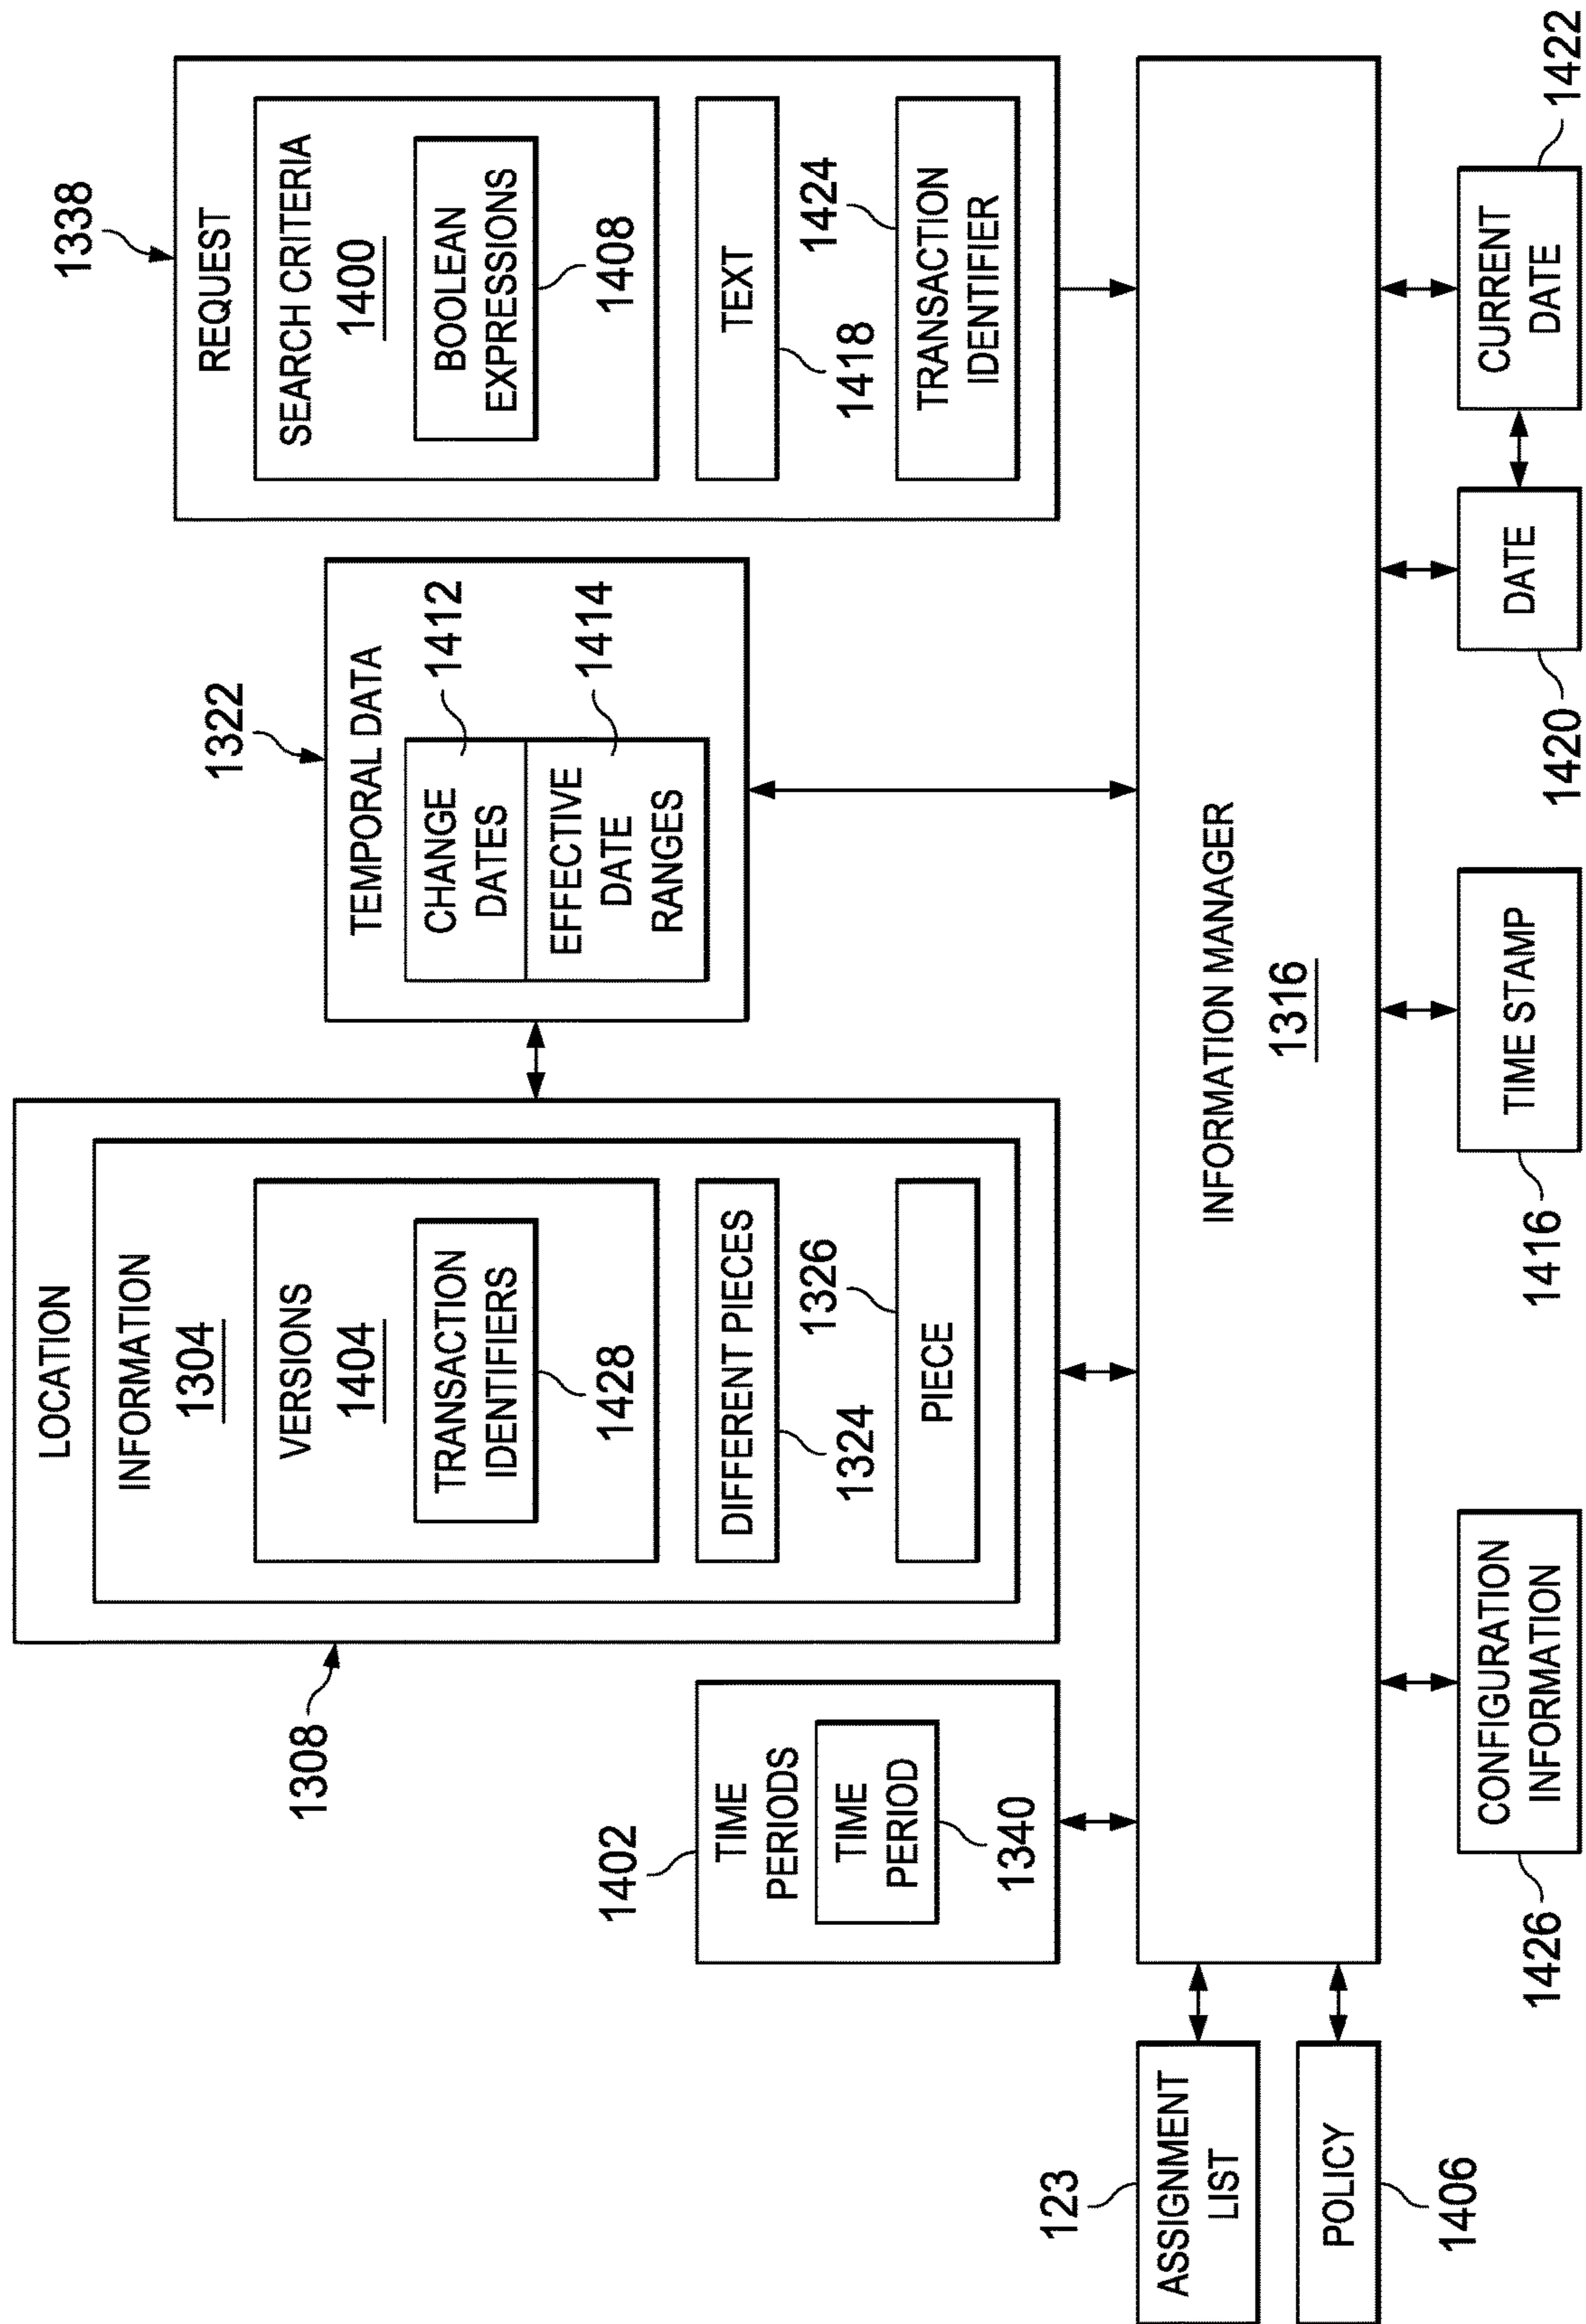 1308
LOCATION
INFORMATION
1304
VERSIONS
1404
TRANSACTION
IDENTIFIERS
1428
DIFFERENT PIECES
1324
1326
PIECE
1322
TEMPORAL DATA
CHANGE
DATES
1412
EFFECTIVE
DATE
RANGES
1414
1338
REQUEST
SEARCH CRITERIA
1400
BOOLEAN
EXPRESSIONS
1408
TEXT
1418
1424
TRANSACTION
IDENTIFIER
1402
TIME
PERIODS
TIME
PERIOD
1340
123
ASSIGNMENT
LIST
POLICY
1406
INFORMATION MANAGER
1316
CONFIGURATION
INFORMATION
1426
TIME STAMP
1416
DATE
1420
CURRENT
DATE
1422